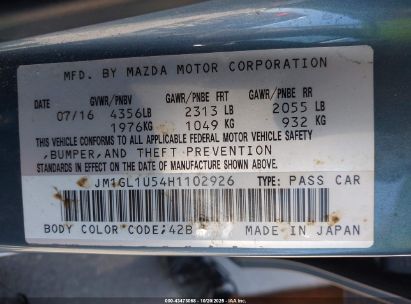 MFD. BY MAZDA MOTOR CORPORATION
DATE GVWR/PNBV GAWR/PNBE FRT GAWR/PNBE RR
07/16 4356LB 2313 LB 2055 LB
1976KG 1049 KG 932 KG
THIS VEHICLE CONFORMS TO ALL APPLICABLE FEDERAL MOTOR VEHICLE SAFETY,
BUMPER, AND THEFT PREVENTION
STANDARDS IN EFFECT ON THE DATE OF MANUFACTURE SHOWN ABOVE.
JM1GL1U54H1102926 TYPE: PASS CAR
BODY COLOR CODE:42B MADE IN JAPAN